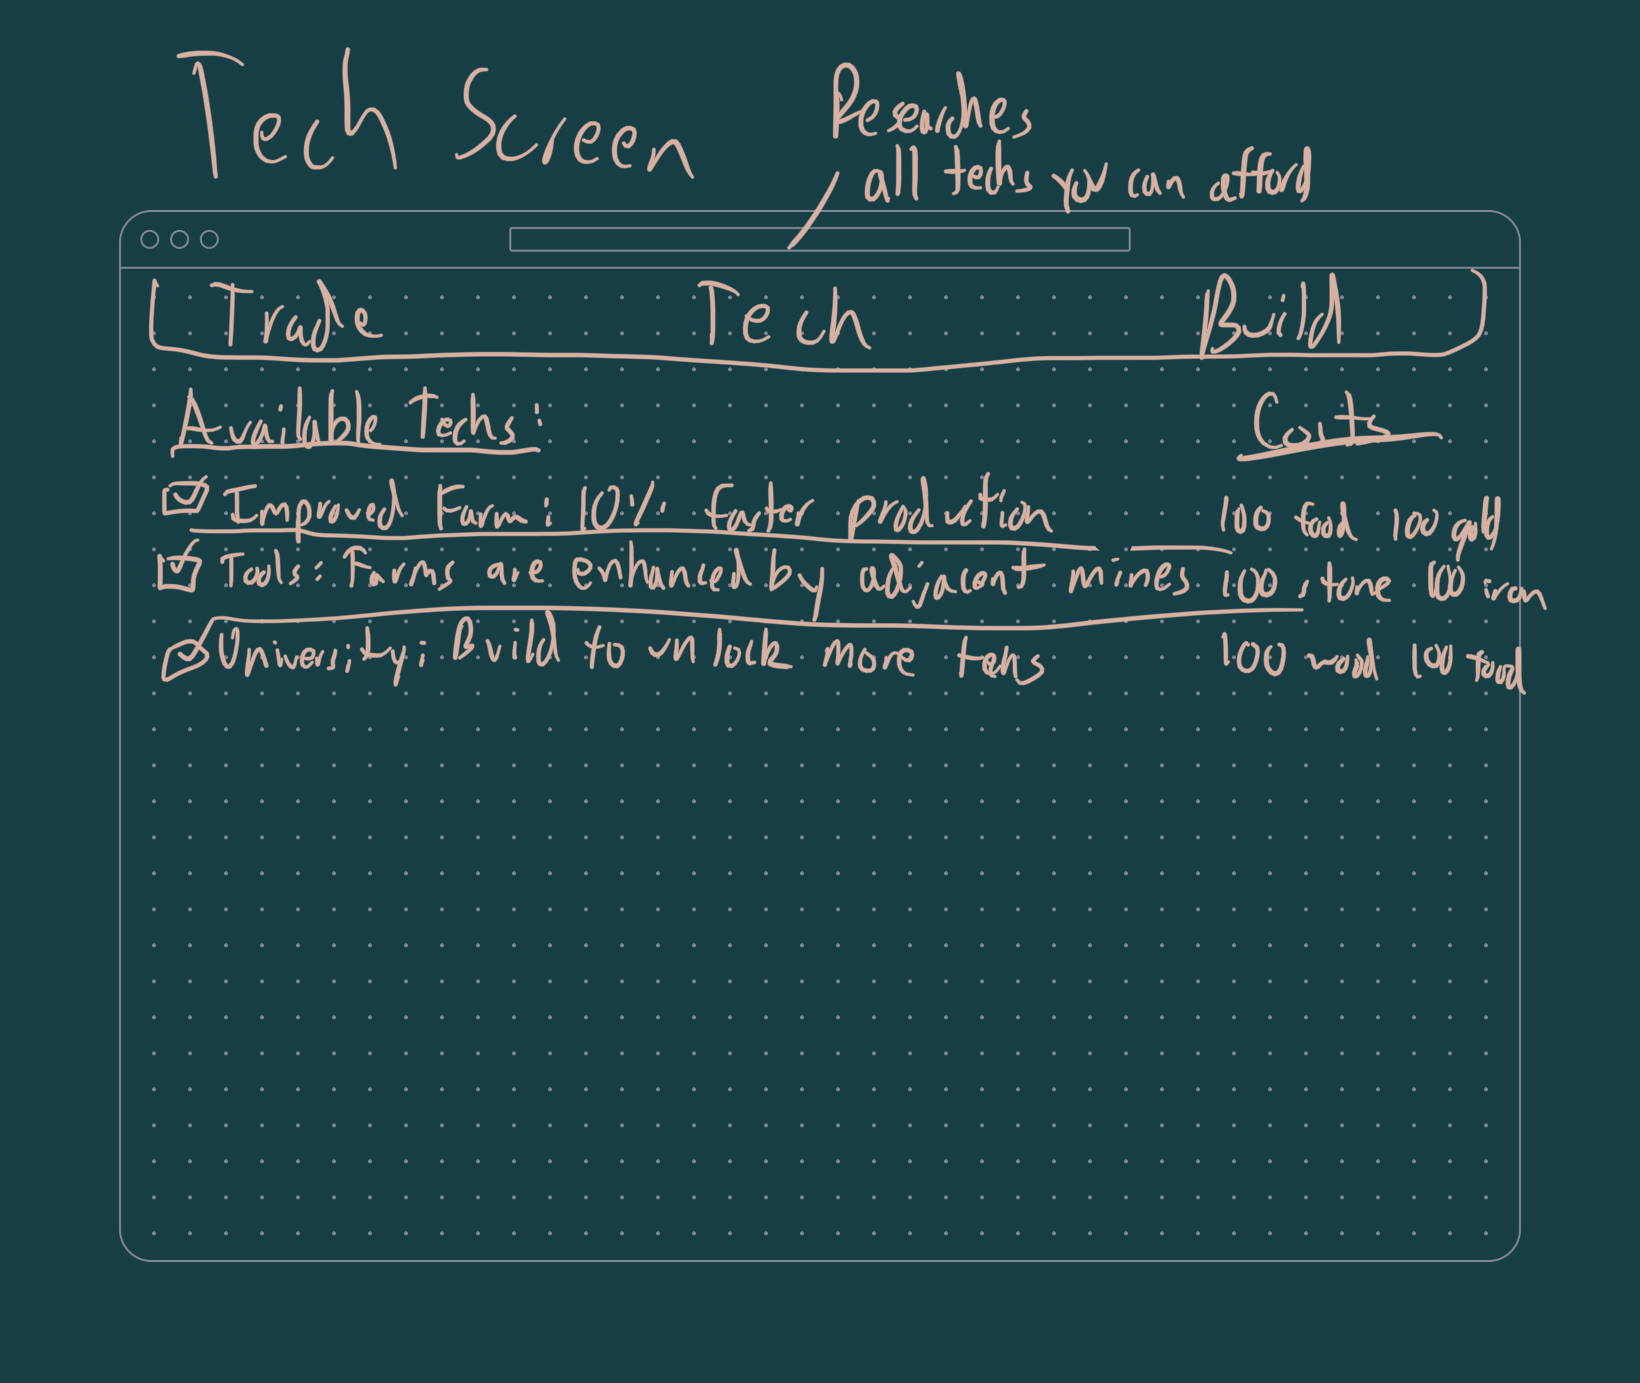 Tech Screen
Researches
all techs you can afford
Trade Tech Build
Available Techs: Costs
Improved Farm: 10% faster production 100 food 100 gold
Tools: Farms are enhanced by adjacent mines 100 stone 100 iron
University: Build to unlock more techs 100 wood 100 food